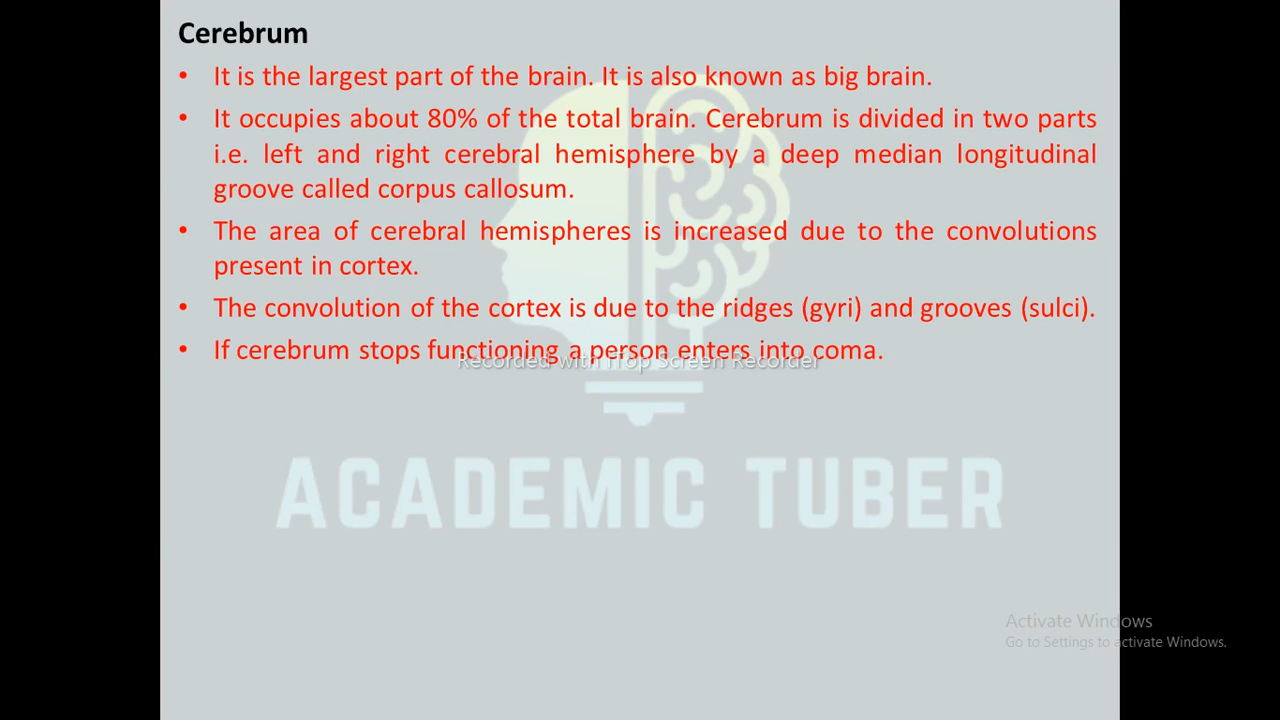 Cerebrum
• It is the largest part of the brain. It is also known as big brain.
• It occupies about 80% of the total brain. Cerebrum is divided in two parts
i.e. left and right cerebral hemisphere by a deep median longitudinal
groove called corpus callosum.
• The area of cerebral hemispheres is increased due to the convolutions
present in cortex.
• The convolution of the cortex is due to the ridges (gyri) and grooves (sulci).
• If cerebrum stops functioning a person enters into coma.
Recorded with iTop Screen Recorder
ACADEMIC TUBER
Activate Windows
Go to Settings to activate Windows.